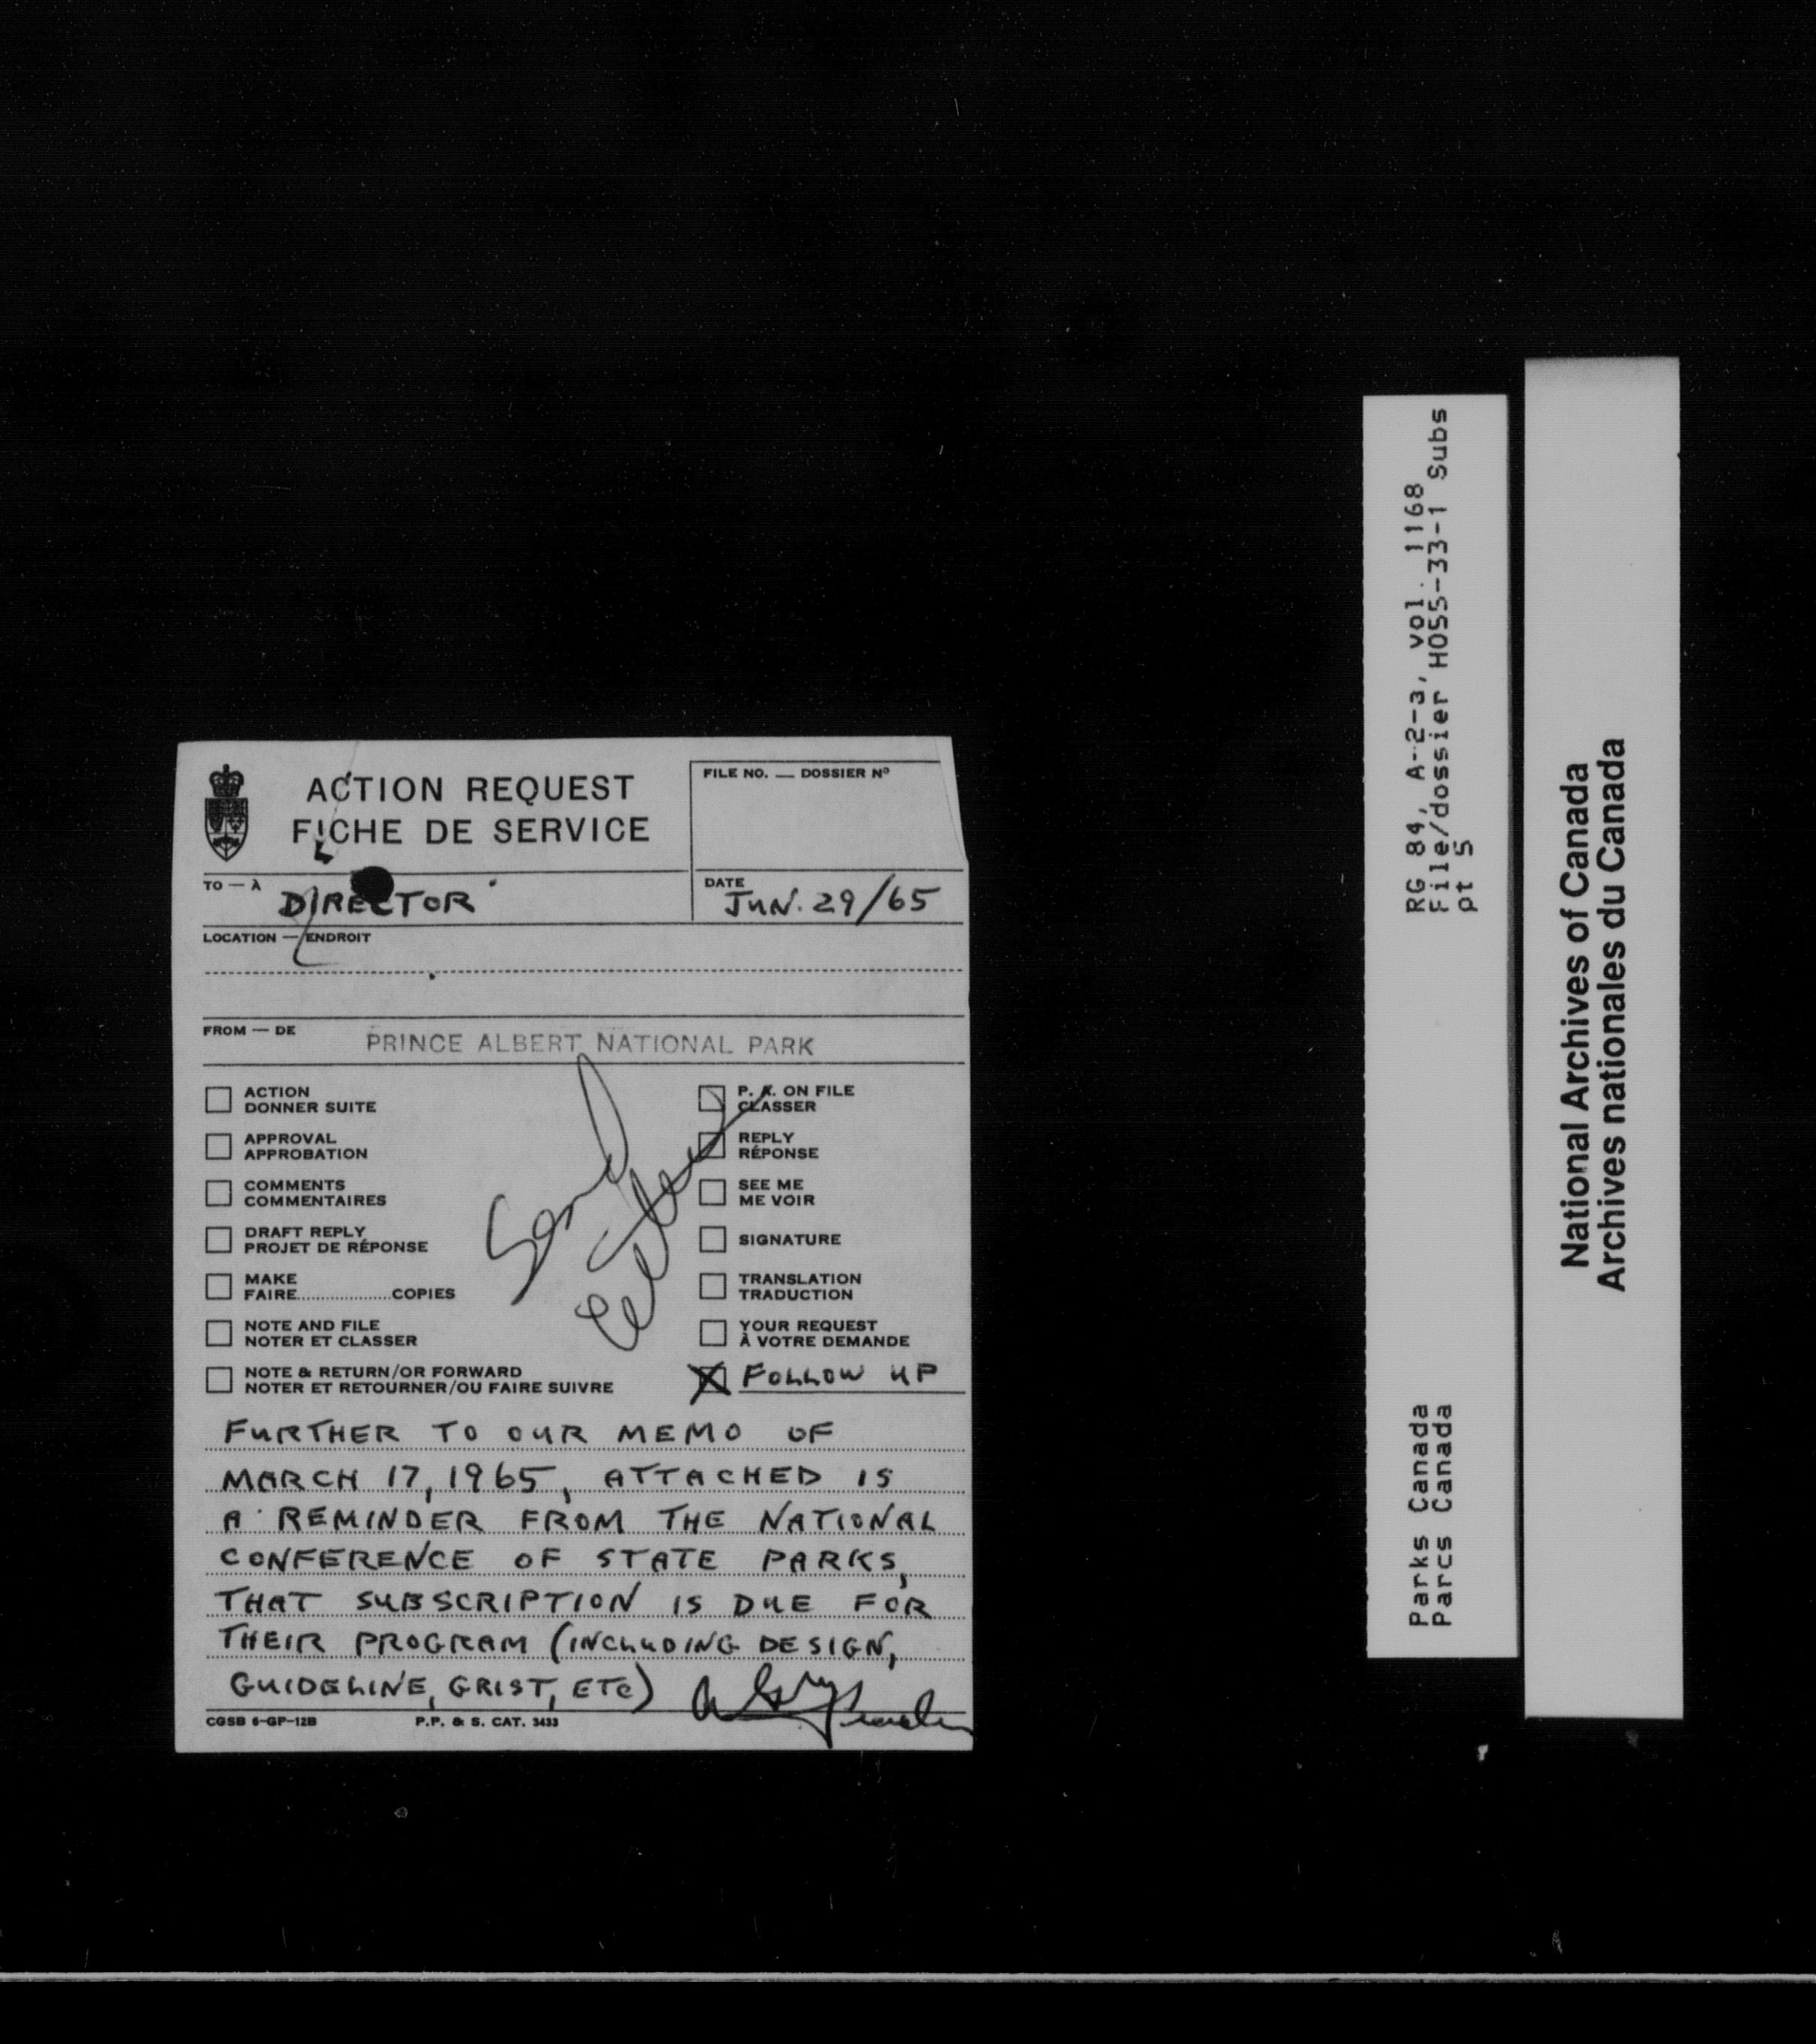 ACTION REQUEST
FICHE DE SERVICE
FILE NO. — DOSSIER Nº
TO — À
DIRECTOR
DATE
JUN. 29/65
LOCATION — ENDROIT
FROM — DE
PRINCE ALBERT NATIONAL PARK
ACTION
DONNER SUITE
APPROVAL
APPROBATION
COMMENTS
COMMENTAIRES
DRAFT REPLY
PROJET DE RÉPONSE
MAKE
FAIRE..................COPIES
NOTE AND FILE
NOTER ET CLASSER
NOTE & RETURN/OR FORWARD
NOTER ET RETOURNER/OU FAIRE SUIVRE
P. A. ON FILE
CLASSER
REPLY
RÉPONSE
SEE ME
ME VOIR
SIGNATURE
TRANSLATION
TRADUCTION
YOUR REQUEST
À VOTRE DEMANDE
FOLLOW UP
FURTHER TO OUR MEMO OF
MARCH 17, 1965, ATTACHED IS
A REMINDER FROM THE NATIONAL
CONFERENCE OF STATE PARKS,
THAT SUBSCRIPTION IS DUE FOR
THEIR PROGRAM (INCLUDING DESIGN,
GUIDELINE, GRIST, ETC)
CGSB 6-GP-12B
P.P. & S. CAT. 3433
RG 84, A-2-3, vol. 1168
File/dossier HOSS-33-1 Subs
pt 5
Parks Canada
Parcs Canada
National Archives of Canada
Archives nationales du Canada